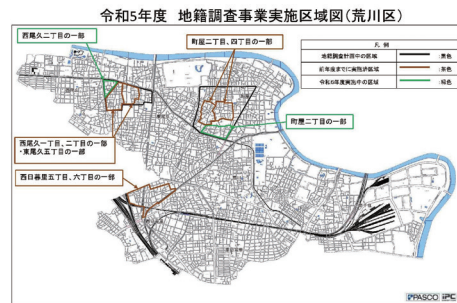 令和5年度 地籍調査事業実施区域図(荒川区)
西尾久二丁目の一部
町屋二丁目、四丁目の一部
凡例
地籍調査計画中の区域 :黒色
前年度までに実施済区域 :茶色
令和5年度実施中の区域 :緑色
町屋二丁目の一部
西尾久一丁目、二丁目の一部
・東尾久五丁目の一部
西日暮里五丁目、六丁目の一部
PASCO